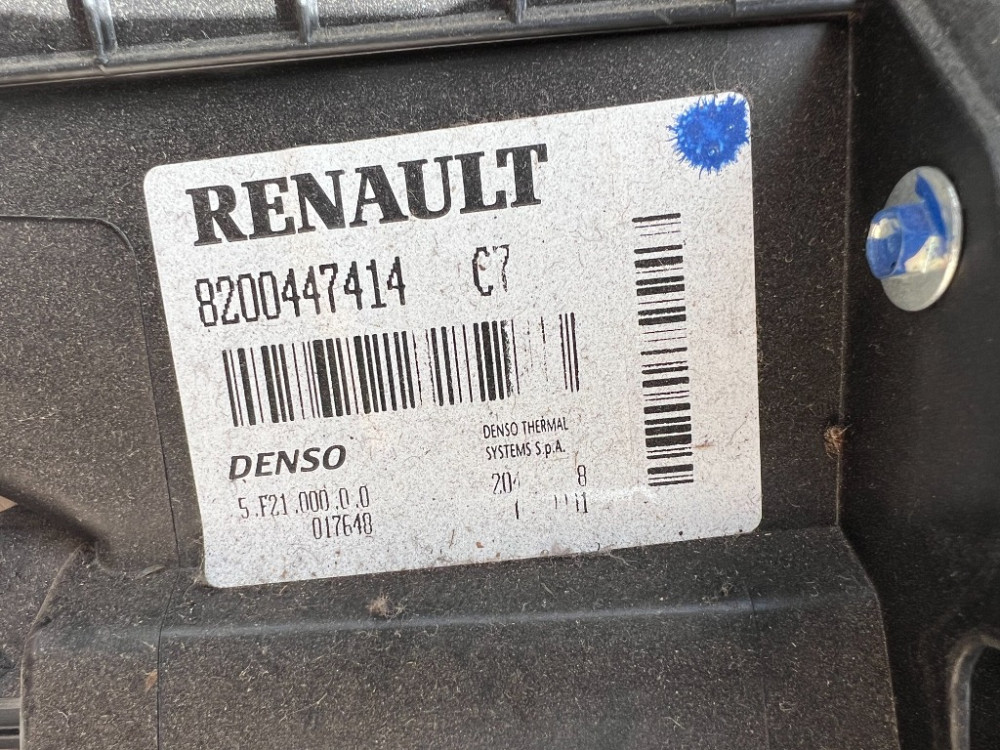 RENAULT
8200447414 C7
DENSO
DENSO THERMAL
SYSTEMS S.p.A.
5.F21.000.0.0
017648